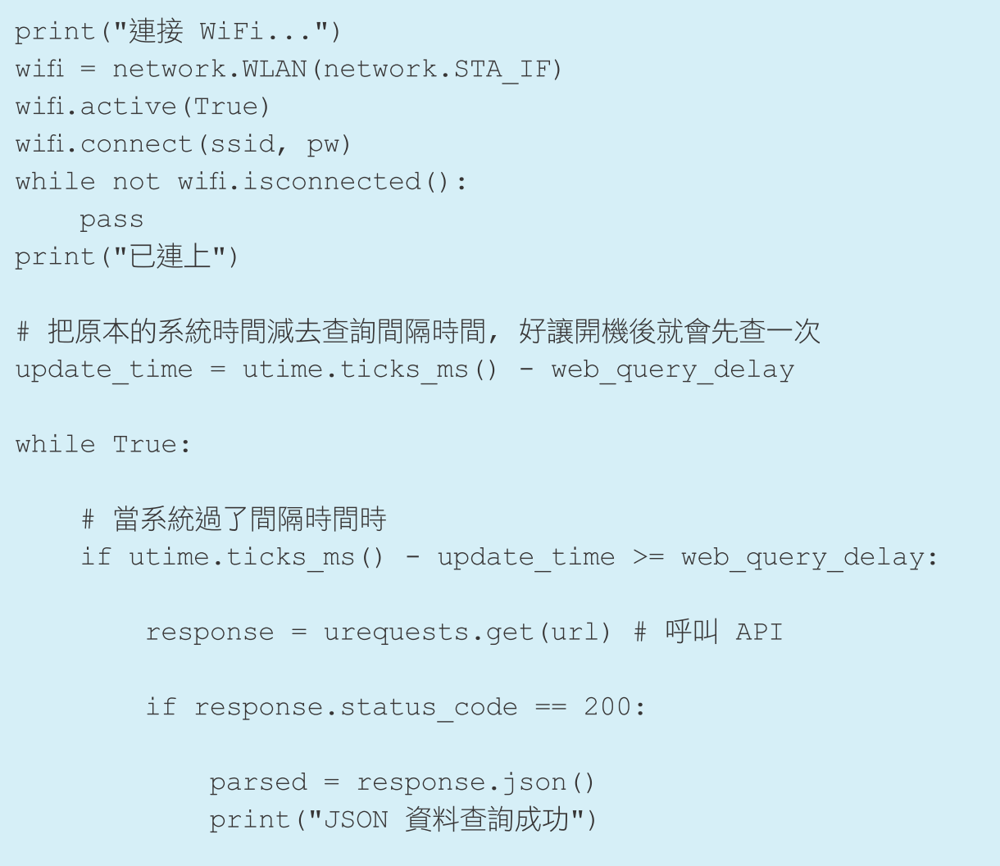 print("連接 WiFi...")
wifi = network.WLAN(network.STA_IF)
wifi.active(True)
wifi.connect(ssid, pw)
while not wifi.isconnected():
    pass
print("已連上")

# 把原本的系統時間減去查詢間隔時間, 好讓開機後就會先查一次
update_time = utime.ticks_ms() - web_query_delay

while True:

    # 當系統過了間隔時間時
    if utime.ticks_ms() - update_time >= web_query_delay:

        response = urequests.get(url) # 呼叫 API

        if response.status_code == 200:

            parsed = response.json()
            print("JSON 資料查詢成功")